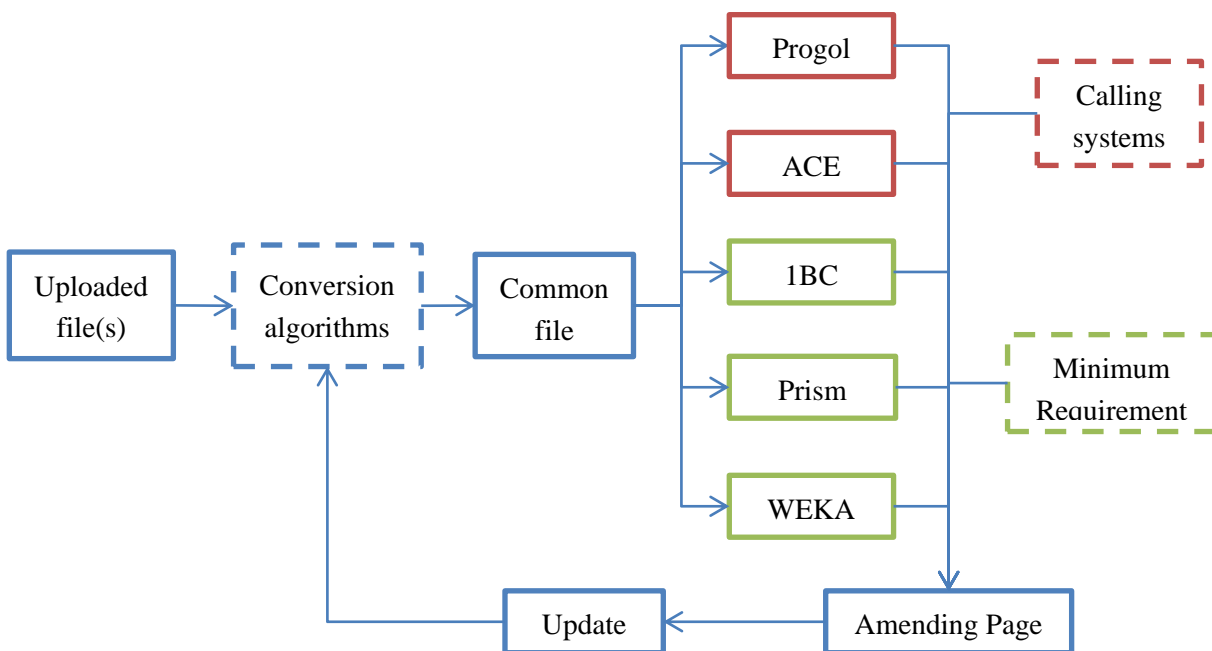 Progol
Calling
systems
ACE
Uploaded
file(s)
Conversion
algorithms
Common
file
1BC
Prism
Minimum
Requirement
WEKA
Update
Amending Page